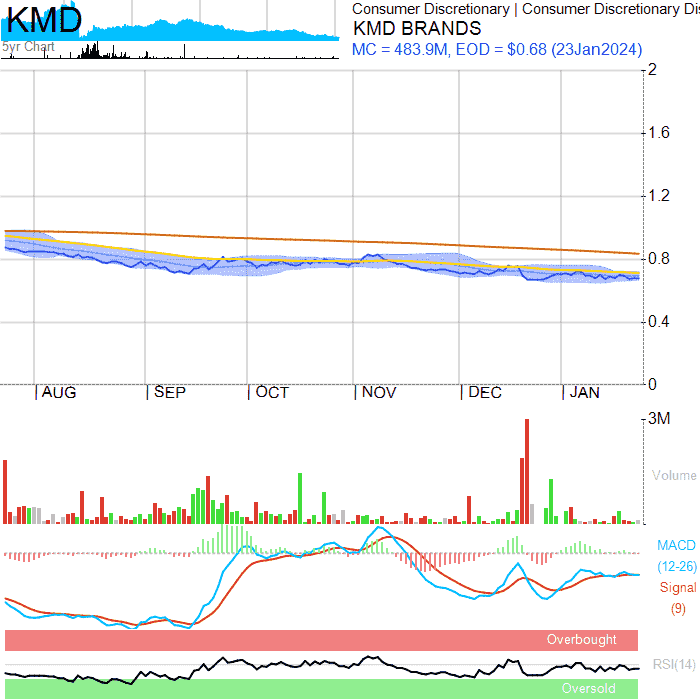 KMD
5yr Chart
Consumer Discretionary | Consumer Discretionary Dis
KMD BRANDS
MC = 483.9M, EOD = $0.68 (23Jan2024)
2
1.6
1.2
0.8
0.4
0
AUG
SEP
OCT
NOV
DEC
JAN
3M
Volume
MACD
(12-26)
Signal
(9)
Overbought
RSI(14)
Oversold